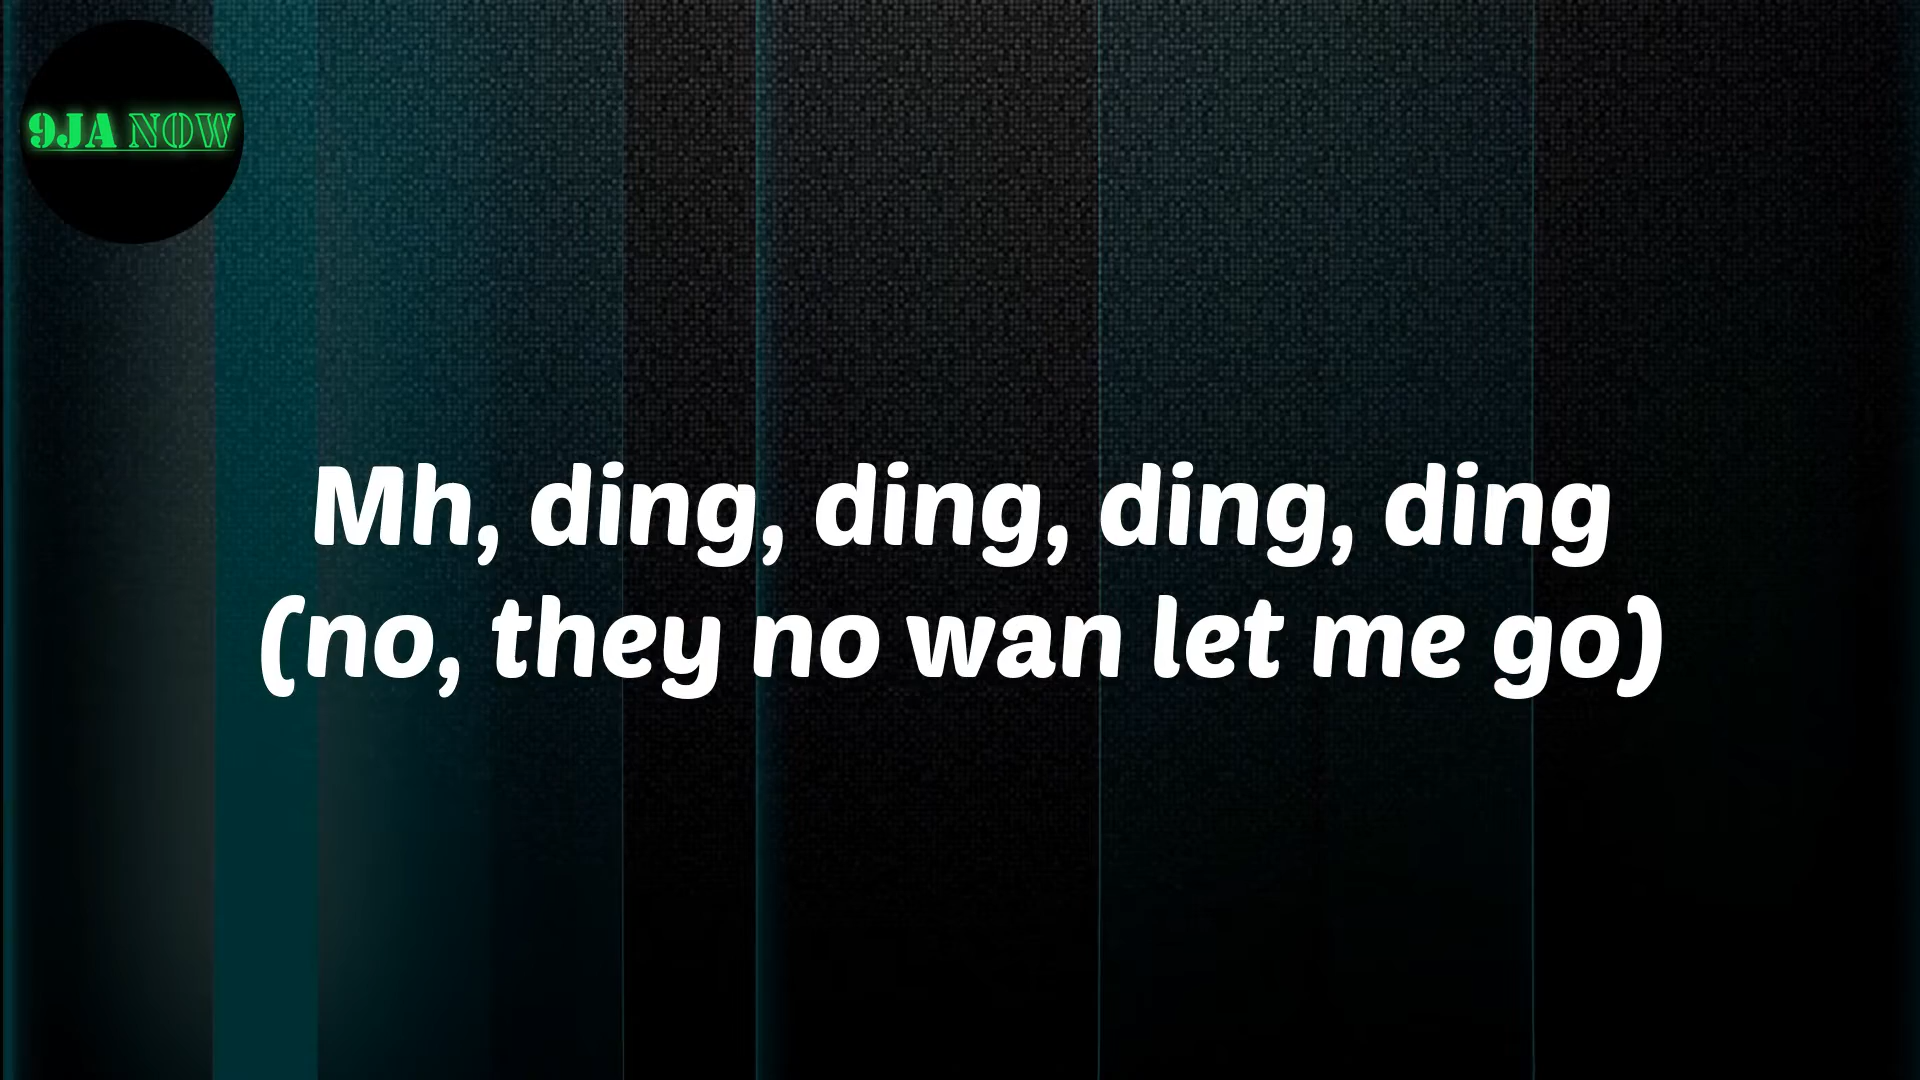 9JA NOW
Mh, ding, ding, ding, ding
(no, they no wan let me go)